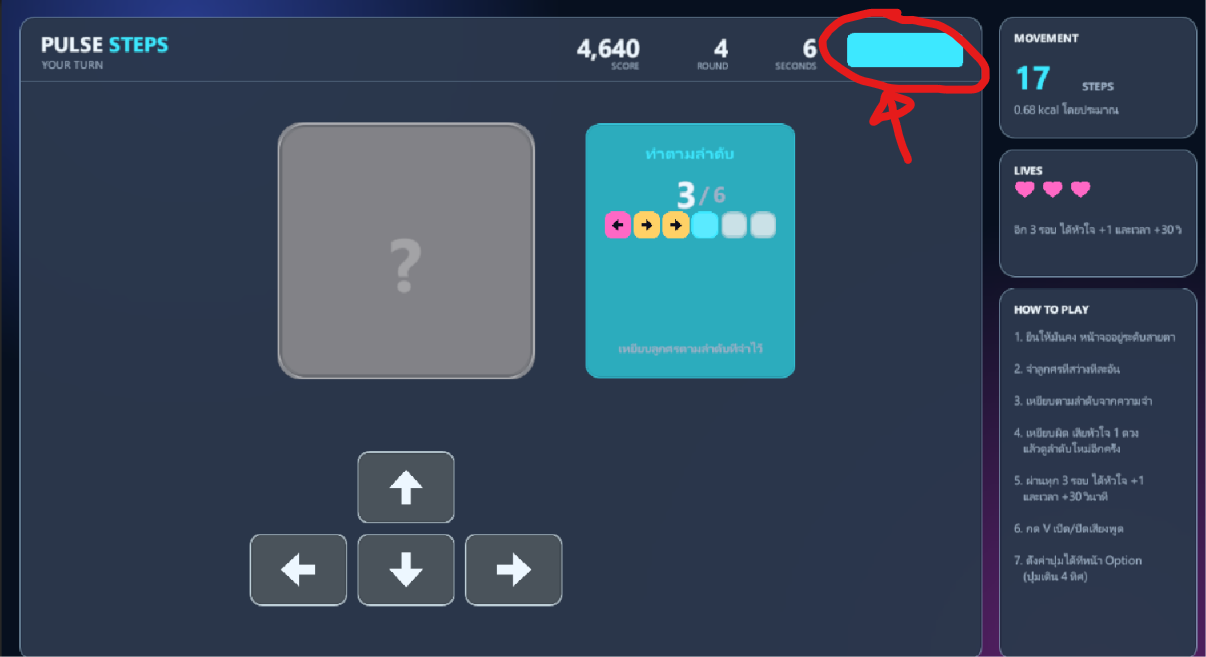 PULSE STEPS
YOUR TURN
4,640
SCORE
4
ROUND
6
SECONDS
ทำตามลำดับ
3 / 6
?
เหยียบลูกศรตามลำดับที่จำไว้
MOVEMENT
17 STEPS
0.68 kcal โดยประมาณ
LIVES
อีก 3 รอบ ได้หัวใจ +1 และเวลา +30 วิ
HOW TO PLAY
1. ยืนให้มั่นคง หน้าจออยู่ระดับสายตา
2. จำลูกศรที่สว่างทีละอัน
3. เหยียบตามลำดับจากความจำ
4. เหยียบผิด เสียหัวใจ 1 ดวง
แล้วดูลำดับใหม่อีกครั้ง
5. ผ่านทุก 3 รอบ ได้หัวใจ +1
และเวลา +30 วินาที
6. กด V เปิด/ปิดเสียงพูด
7. ตั้งค่าปุ่มได้ที่หน้า Option
(ปุ่มเดิน 4 ทิศ)